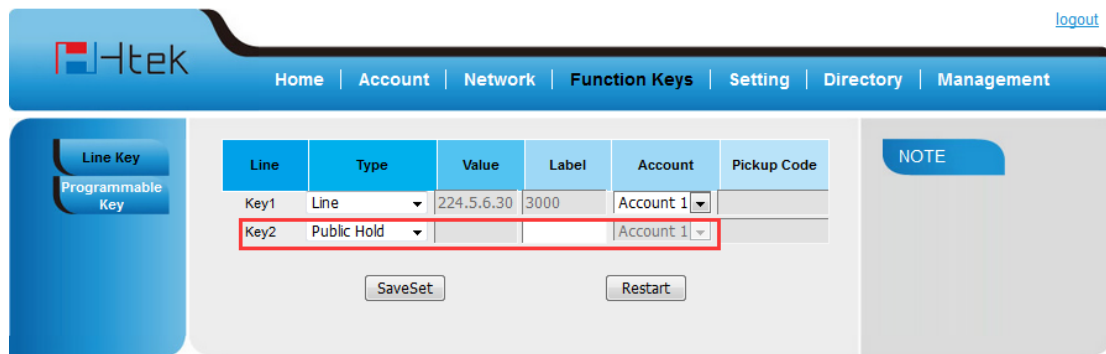 logout
Htek
Home | Account | Network | Function Keys | Setting | Directory | Management
Line Key
Programmable Key
Line Type Value Label Account Pickup Code
Key1 Line 224.5.6.30 3000 Account 1
Key2 Public Hold Account 1
SaveSet Restart
NOTE